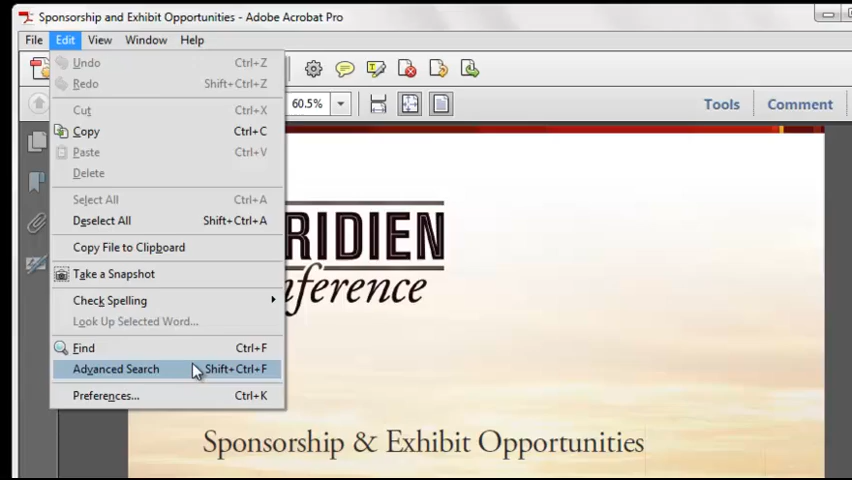 Sponsorship and Exhibit Opportunities - Adobe Acrobat Pro
File Edit View Window Help
Undo Ctrl+Z
Redo Shift+Ctrl+Z
60.5%
Tools Comment
Cut Ctrl+X
Copy Ctrl+C
Paste Ctrl+V
Delete
Select All Ctrl+A
Deselect All Shift+Ctrl+A
Copy File to Clipboard
Take a Snapshot
Check Spelling
Look Up Selected Word...
Find Ctrl+F
Advanced Search Shift+Ctrl+F
Preferences... Ctrl+K
RIDIEN
nference
Sponsorship & Exhibit Opportunities